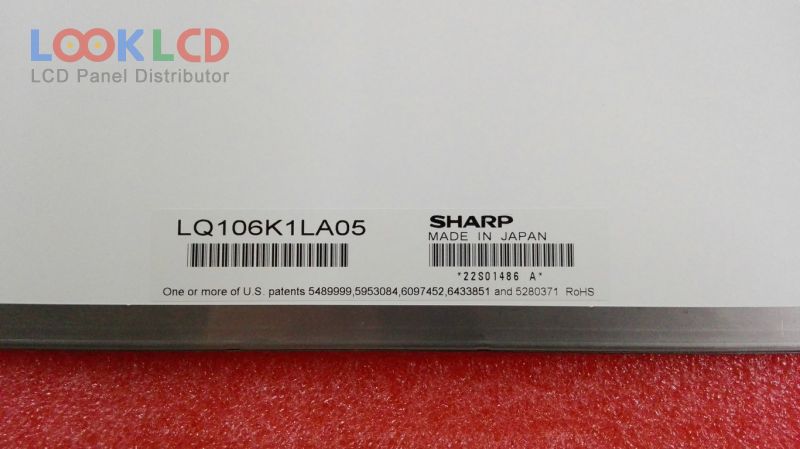 LOOK LCD
LCD Panel Distributor
LQ106K1LA05
SHARP
MADE IN JAPAN
*22S01486 A*
One or more of U.S. patents 5489999,5953084,6097452,6433851 and 5280371 RoHS